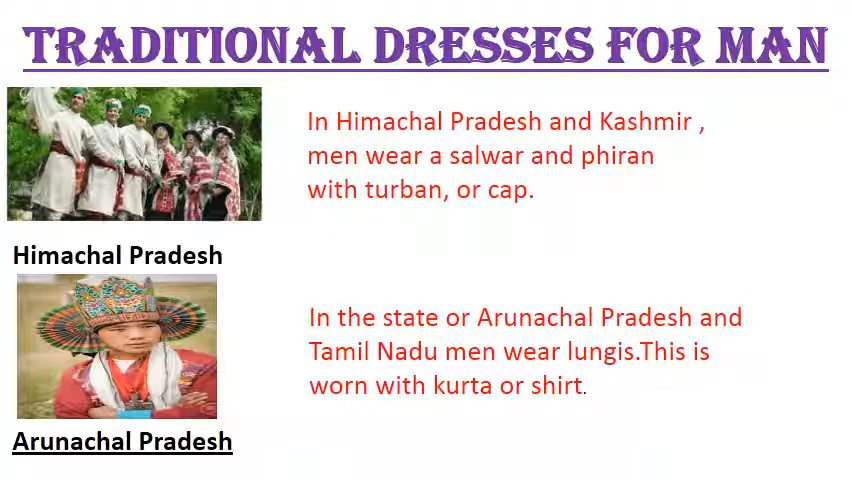 TRADITIONAL DRESSES FOR MAN
In Himachal Pradesh and Kashmir ,
men wear a salwar and phiran
with turban, or cap.
Himachal Pradesh
In the state or Arunachal Pradesh and
Tamil Nadu men wear lungis.This is
worn with kurta or shirt.
Arunachal Pradesh